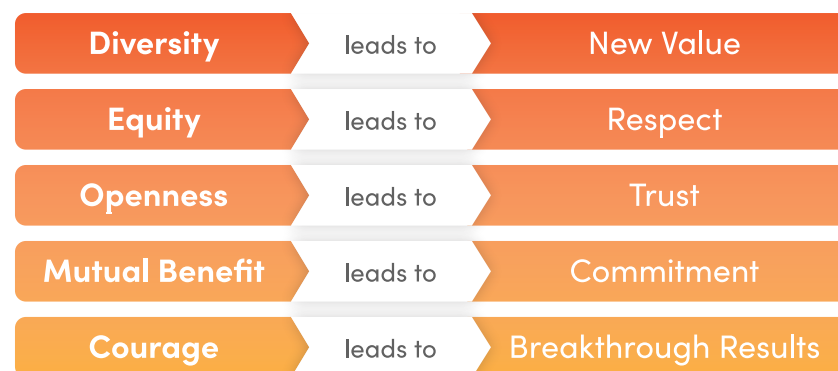 Diversity leads to New Value
Equity leads to Respect
Openness leads to Trust
Mutual Benefit leads to Commitment
Courage leads to Breakthrough Results